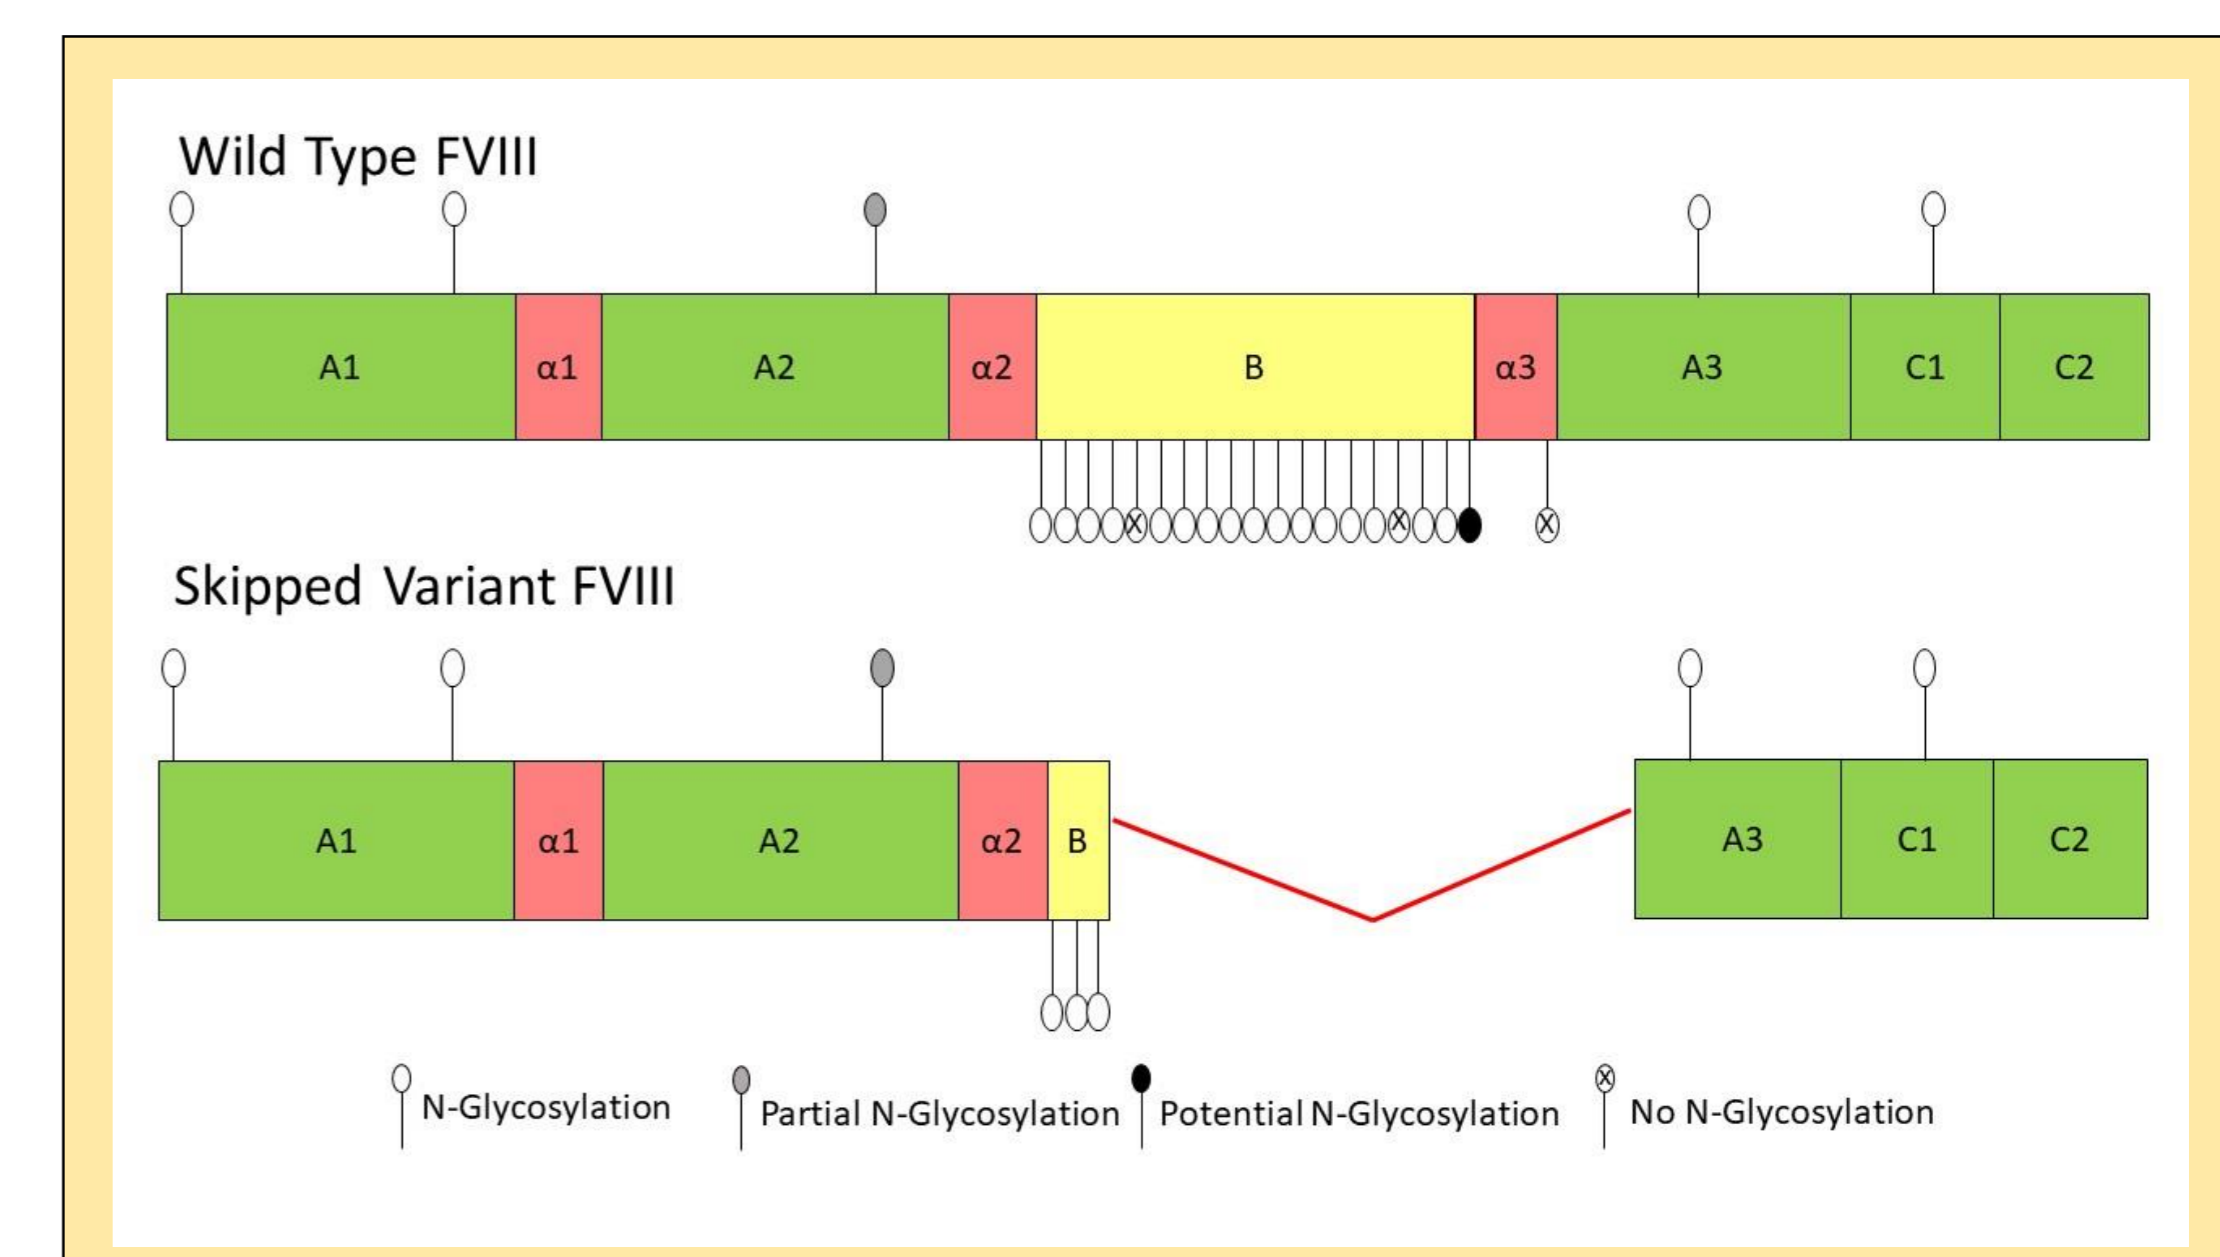 Wild Type FVIII
A1 α1 A2 α2 B α3 A3 C1 C2
X X X
Skipped Variant FVIII
A1 α1 A2 α2 B A3 C1 C2
N-Glycosylation Partial N-Glycosylation Potential N-Glycosylation X No N-Glycosylation